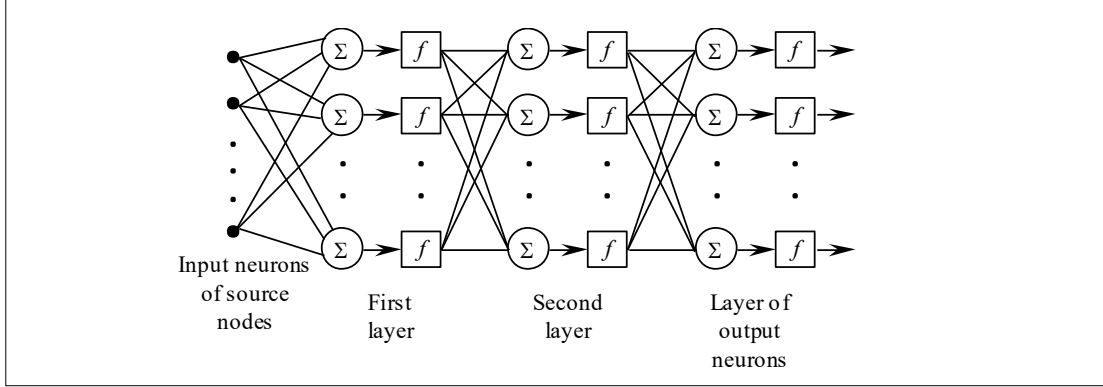 Σ f Σ f Σ f
Σ f Σ f Σ f
Σ f Σ f Σ f
Input neurons
of source
nodes
First
layer
Second
layer
Layer of
output
neurons